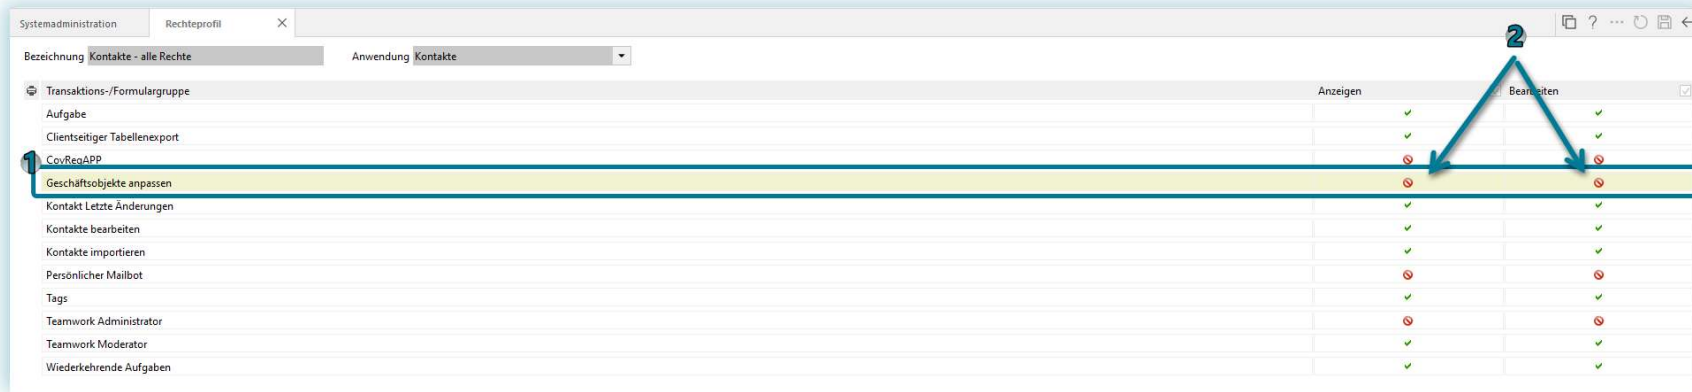 Systemadministration Rechteprofil
Bezeichnung Kontakte - alle Rechte Anwendung Kontakte
2
Transaktions-/Formulargruppe Anzeigen Bearbeiten
Aufgabe
Clientseitiger Tabellenexport
1 CovRegAPP
Geschäftsobjekte anpassen
Kontakt Letzte Änderungen
Kontakte bearbeiten
Kontakte importieren
Persönlicher Mailbot
Tags
Teamwork Administrator
Teamwork Moderator
Wiederkehrende Aufgaben